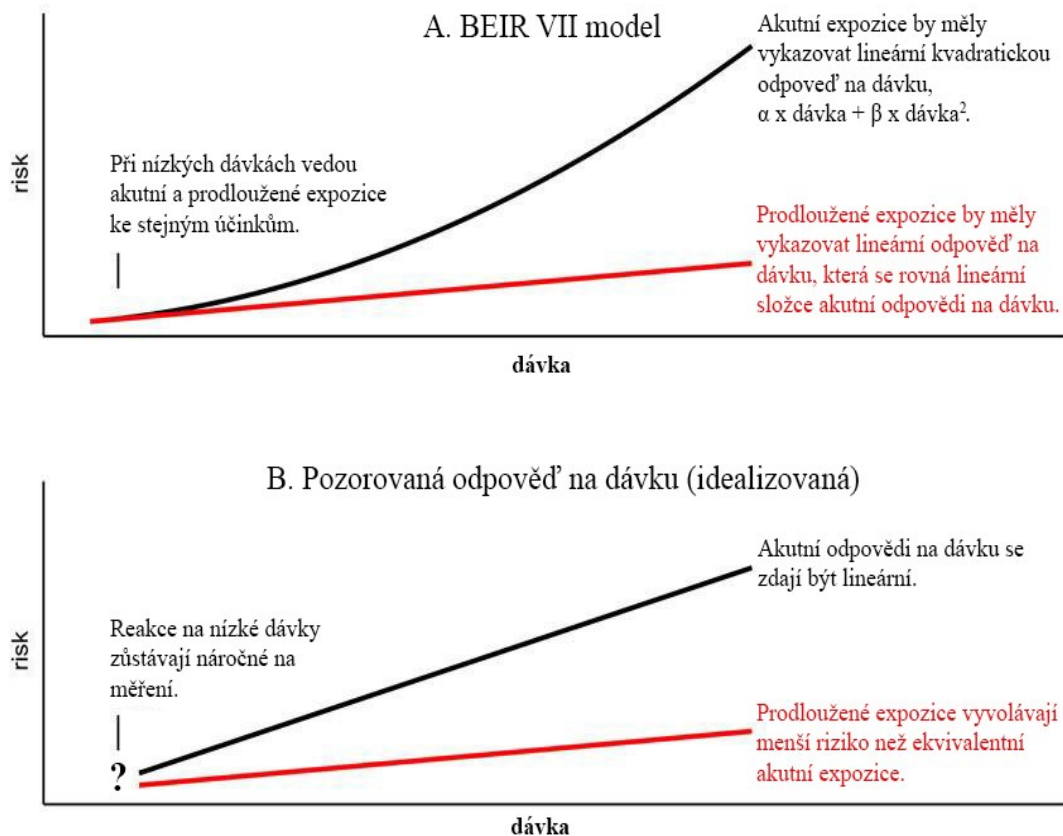 A. BEIR VII model
Akutní expozice by měly
vykazovat lineární kvadratickou
odpoveď na dávku,
α x dávka + β x dávka².
risk
Při nízkých dávkách vedou
akutní a prodloužené expozice
ke stejným účinkům.
Prodloužené expozice by měly
vykazovat lineární odpověď na
dávku, která se rovná lineární
složce akutní odpovědi na dávku.
dávka
B. Pozorovaná odpověď na dávku (idealizovaná)
Akutní odpovědi na dávku se
zdají být lineární.
risk
Reakce na nízké dávky
zůstávají náročné na
měření.
?
Prodloužené expozice vyvolávají
menší riziko než ekvivalentní
akutní expozice.
dávka